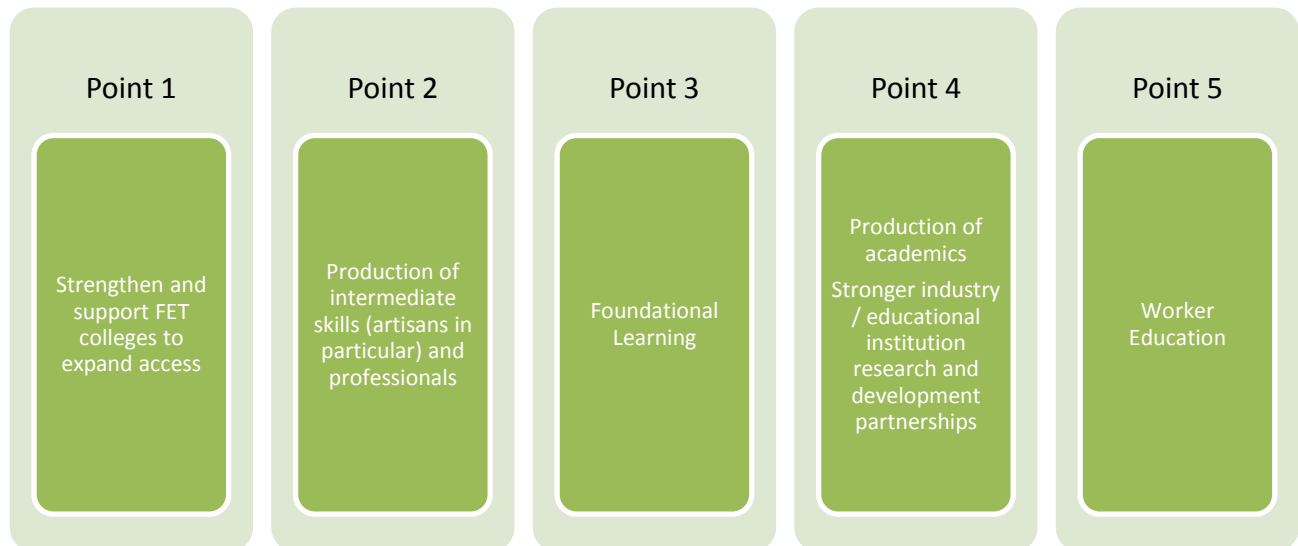 Point 1
Strengthen and
support FET
colleges to
expand access
Point 2
Production of
intermediate
skills (artisans in
particular) and
professionals
Point 3
Foundational
Learning
Point 4
Production of
academics
Stronger industry
/ educational
institution
research and
development
partnerships
Point 5
Worker
Education